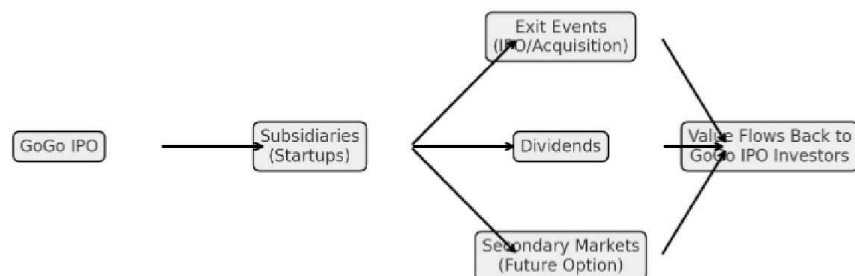 GoGo IPO
Subsidiaries
(Startups)
Exit Events
(IPO/Acquisition)
Dividends
Secondary Markets
(Future Option)
Value Flows Back to
GoGo IPO Investors